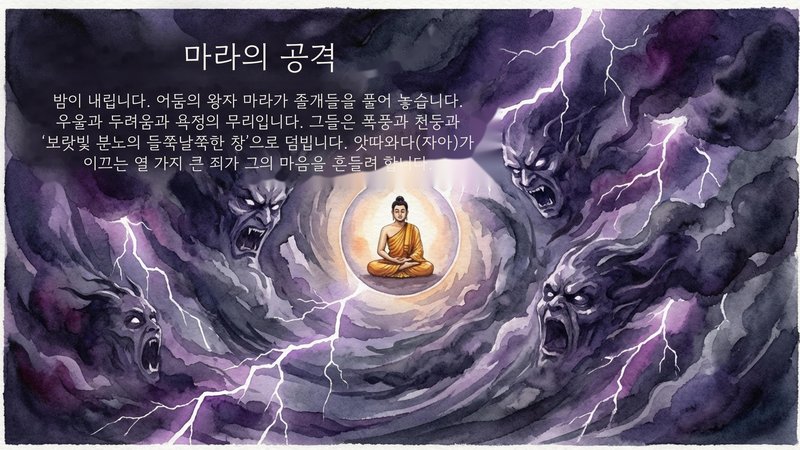 마라의 공격
밤이 내립니다. 어둠의 왕자 마라가 졸개들을 풀어 놓습니다.
우울과 두려움과 욕정의 무리입니다. 그들은 폭풍과 천둥과
‘보랏빛 분노의 들쭉날쭉한 창’으로 덤빕니다. 앗따와다(자아)가
이끄는 열 가지 큰 죄가 그의 마음을 흔들려 합니다.